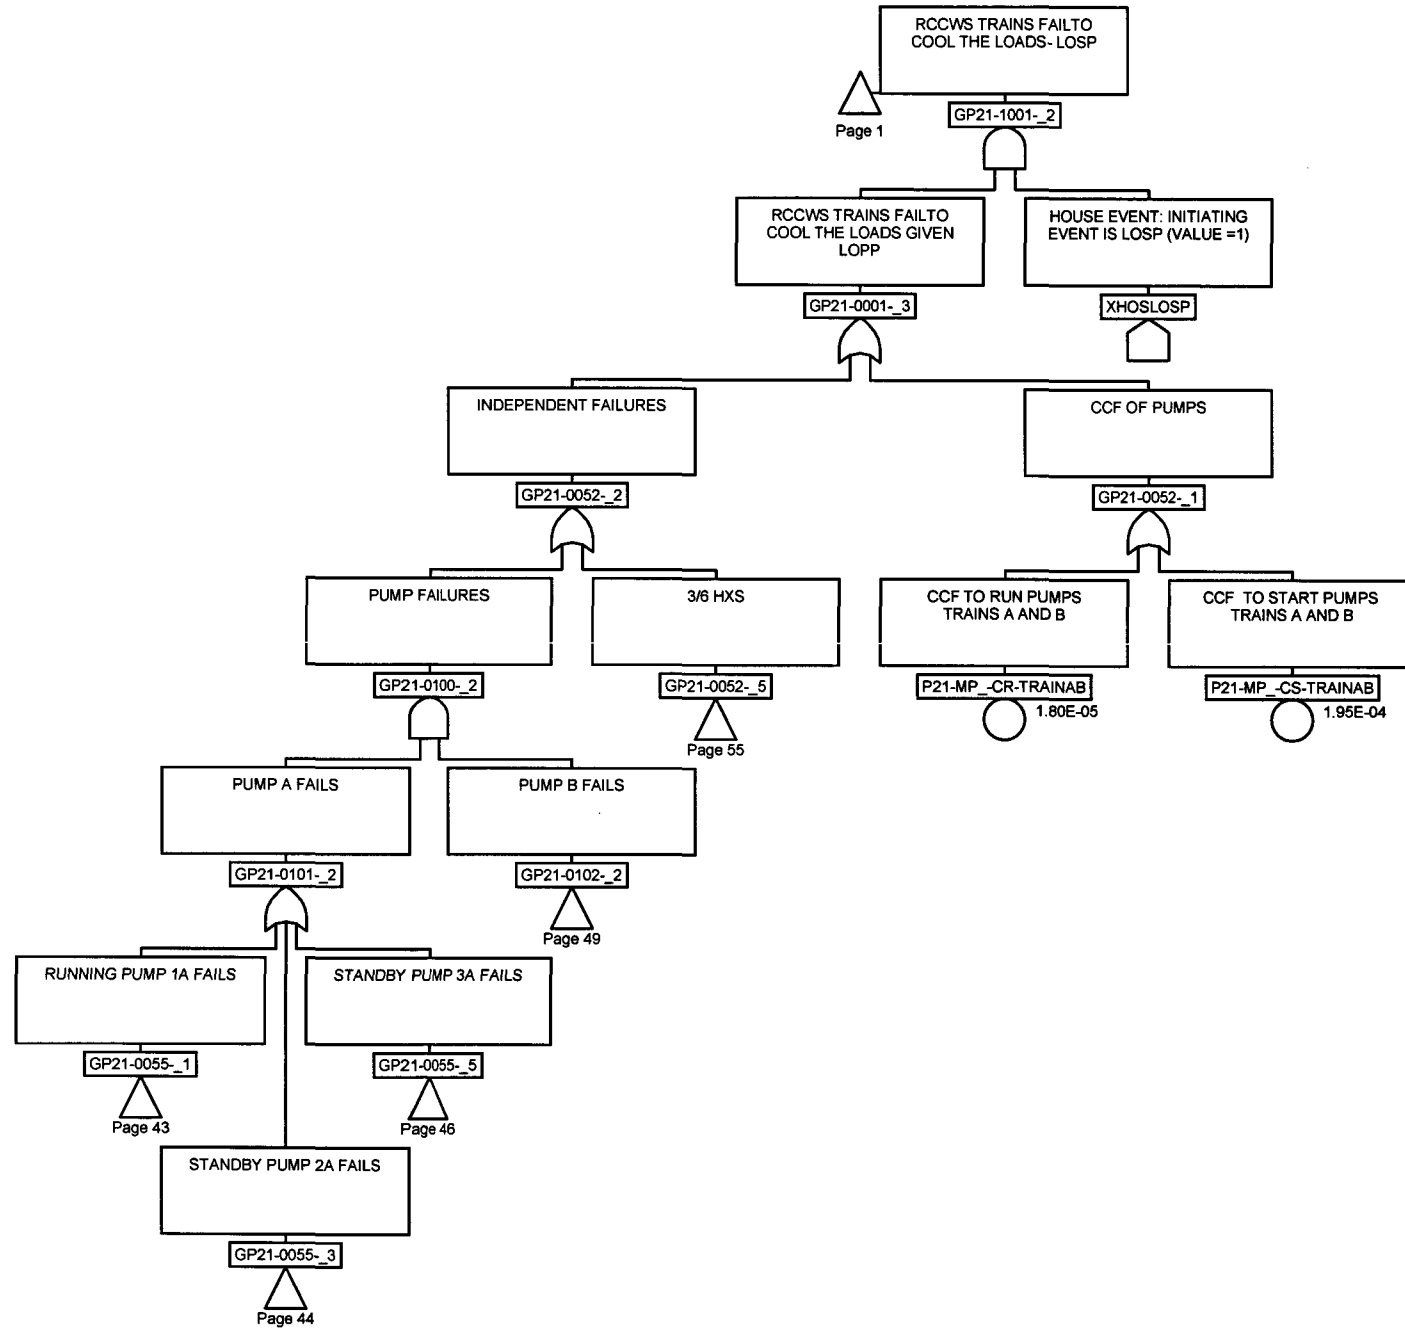 RCCWS TRAINS FAILTO
COOL THE LOADS- LOSP
Page 1
GP21-1001-_2
RCCWS TRAINS FAILTO
COOL THE LOADS GIVEN
LOPP
GP21-0001-_3
HOUSE EVENT: INITIATING
EVENT IS LOSP (VALUE =1)
XHOSLOSP
INDEPENDENT FAILURES
GP21-0052-_2
CCF OF PUMPS
GP21-0052-_1
PUMP FAILURES
GP21-0100-_2
3/6 HXS
GP21-0052-_5
Page 55
CCF TO RUN PUMPS
TRAINS A AND B
P21-MP_-CR-TRAINAB
1.80E-05
CCF TO START PUMPS
TRAINS A AND B
P21-MP_-CS-TRAINAB
1.95E-04
PUMP A FAILS
GP21-0101-_2
PUMP B FAILS
GP21-0102-_2
Page 49
RUNNING PUMP 1A FAILS
GP21-0055-_1
Page 43
STANDBY PUMP 3A FAILS
GP21-0055-_5
Page 46
STANDBY PUMP 2A FAILS
GP21-0055-_3
Page 44